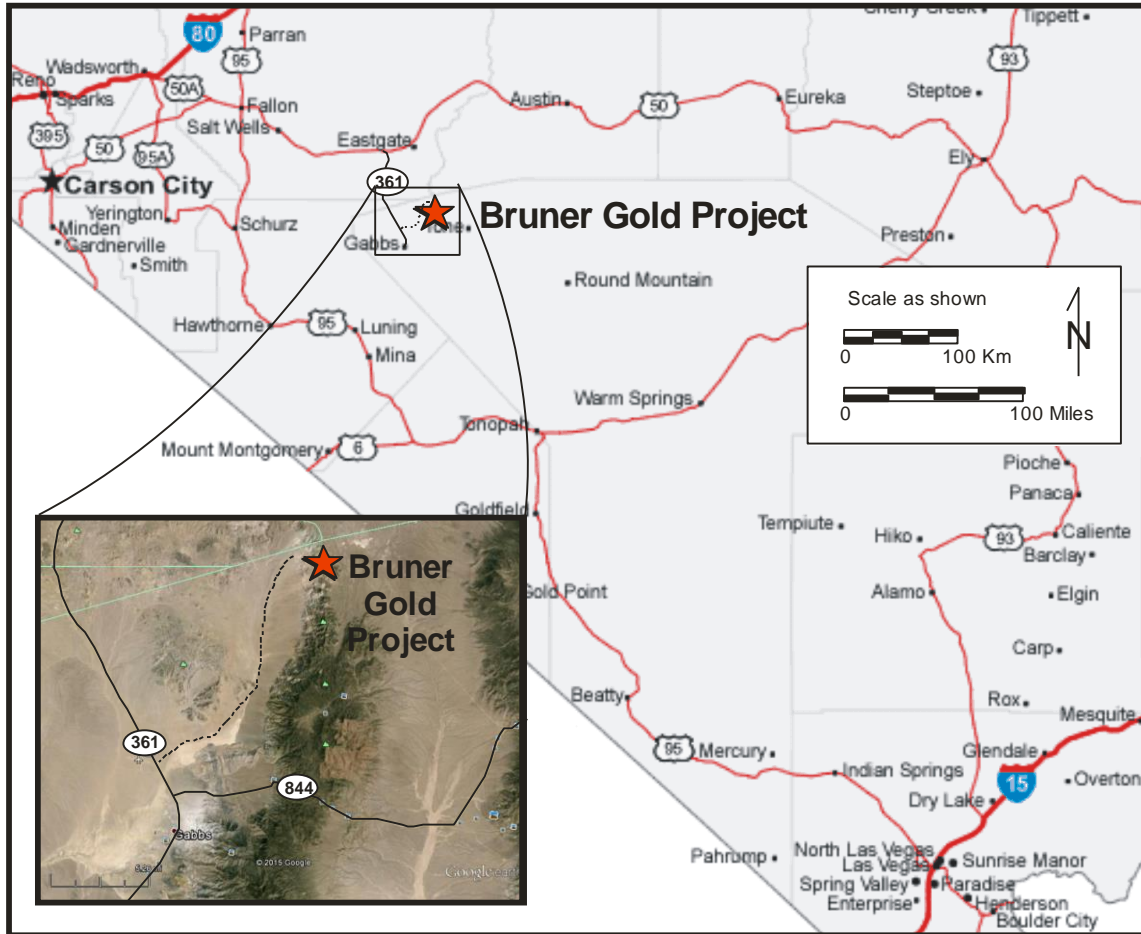 Cherry Creek
Tippett
80
Parran
93
Wadsworth
95
50A
Reno
Sparks
Fallon
Austin
50
Eureka
Steptoe
Salt Wells
395
50
95A
Eastgate
Ely
361
Carson City
Yerington
Minden
Gardnerville
Schurz
Bruner Gold Project
Gabbs
Preston
Smith
Round Mountain
Scale as shown
N
0
100 Km
0
100 Miles
Hawthorne
95
Luning
Mina
Warm Springs
Tonopah
Mount Montgomery
6
Pioche
Panaca
Goldfield
Tempiute
Hiko
93
Caliente
Barclay
Alamo
Elgin
Gold Point
Carp
Beatty
Rox
Mesquite
95
Mercury
Glendale
Indian Springs
15
Overton
Dry Lake
Pahrump
North Las Vegas
Las Vegas
Sunrise Manor
Spring Valley
Paradise
Enterprise
Henderson
Boulder City
Bruner
Gold
Project
361
844
Gabbs
© 2015 Google
Google earth